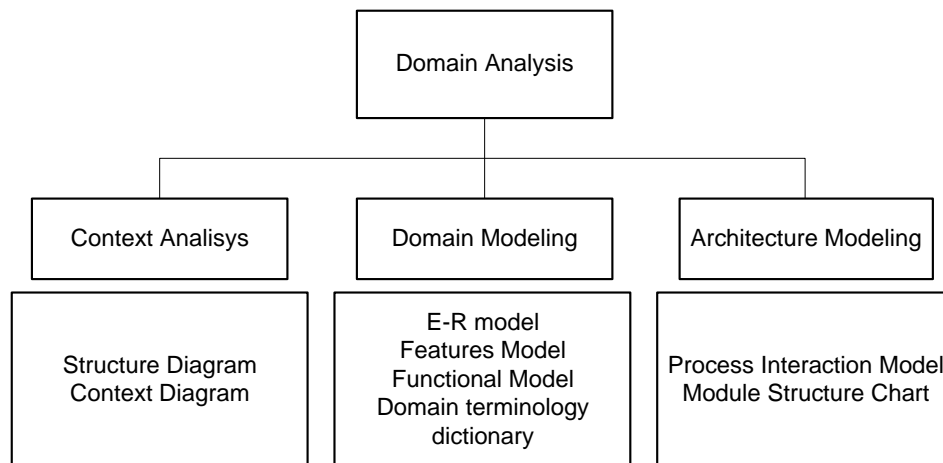 Domain Analysis
Context Analisys
Domain Modeling
Architecture Modeling
Structure Diagram
Context Diagram
E-R model
Features Model
Functional Model
Domain terminology
dictionary
Process Interaction Model
Module Structure Chart